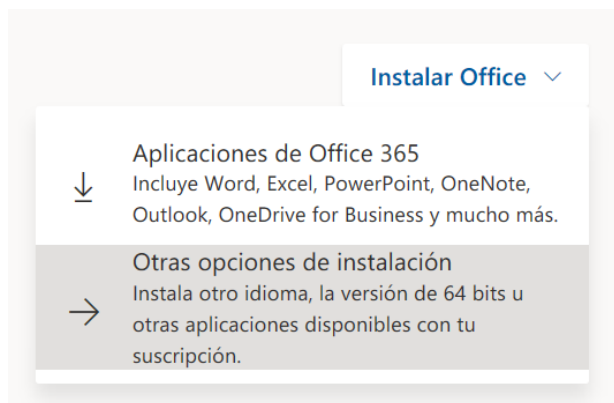 Instalar Office
Aplicaciones de Office 365
Incluye Word, Excel, PowerPoint, OneNote,
Outlook, OneDrive for Business y mucho más.
Otras opciones de instalación
Instala otro idioma, la versión de 64 bits u
otras aplicaciones disponibles con tu
suscripción.